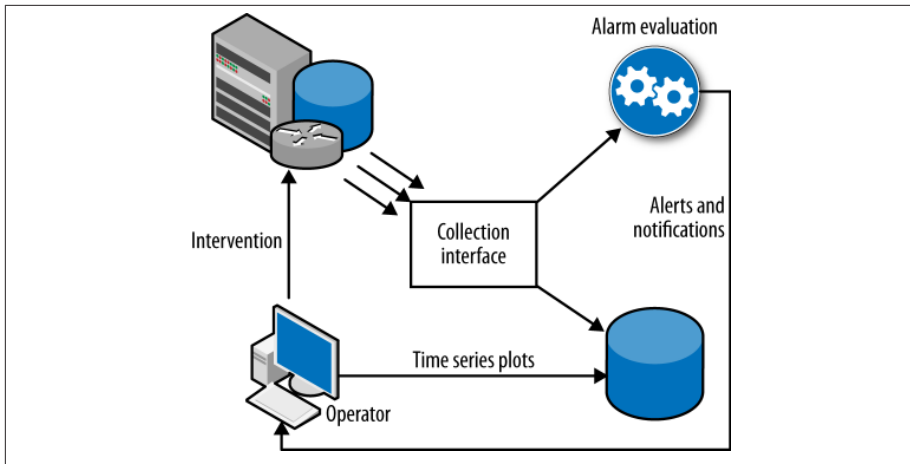 Alarm evaluation
Intervention
Collection
interface
Alerts and
notifications
Time series plots
Operator